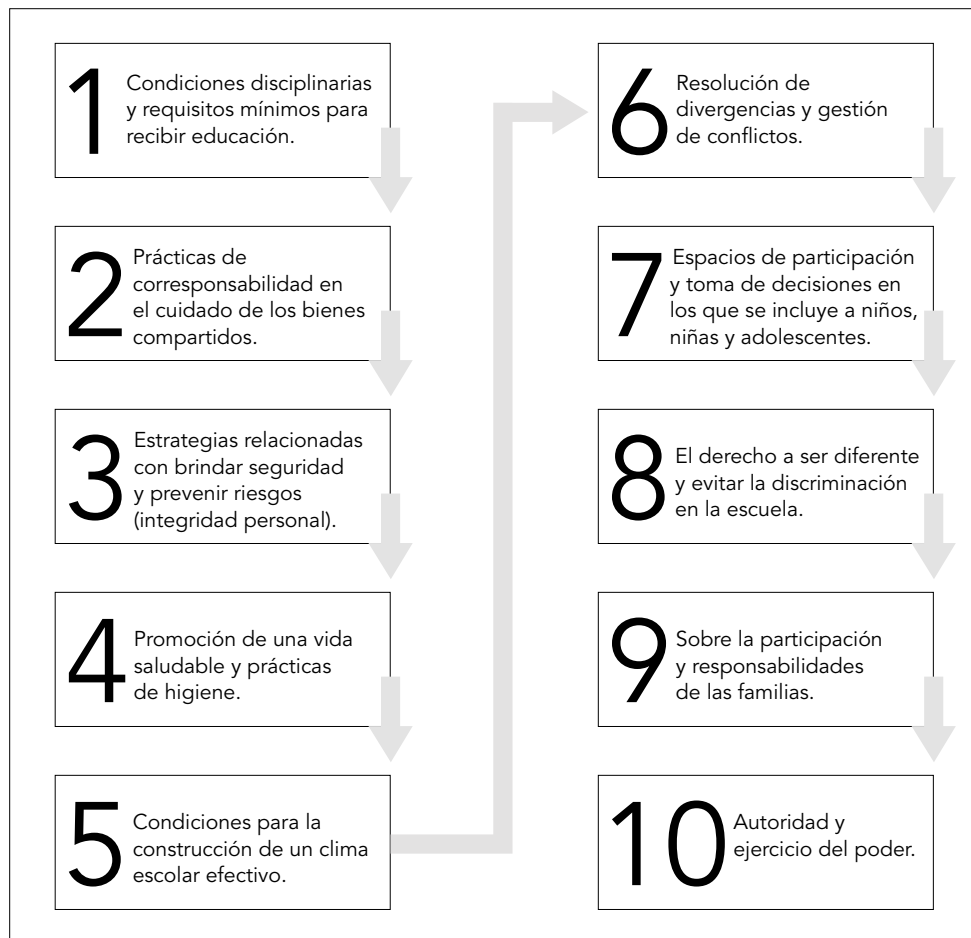 1
Condiciones disciplinarias
y requisitos mínimos para
recibir educación.
2
Prácticas de
corresponsabilidad en
el cuidado de los bienes
compartidos.
3
Estrategias relacionadas
con brindar seguridad
y prevenir riesgos
(integridad personal).
4
Promoción de una vida
saludable y prácticas
de higiene.
5
Condiciones para la
construcción de un clima
escolar efectivo.
6
Resolución de
divergencias y gestión
de conflictos.
7
Espacios de participación
y toma de decisiones en
los que se incluye a niños,
niñas y adolescentes.
8
El derecho a ser diferente
y evitar la discriminación
en la escuela.
9
Sobre la participación
y responsabilidades
de las familias.
10
Autoridad y
ejercicio del poder.